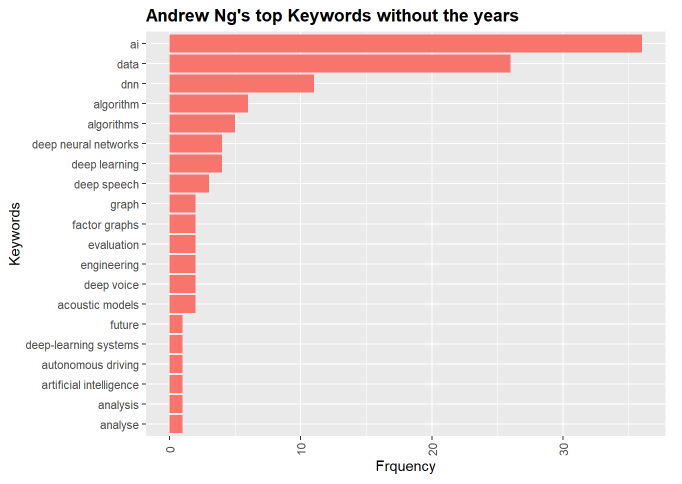 Andrew Ng's top Keywords without the years
Keywords
ai
data
dnn
algorithm
algorithms
deep neural networks
deep learning
deep speech
graph
factor graphs
evaluation
engineering
deep voice
acoustic models
future
deep-learning systems
autonomous driving
artificial intelligence
analysis
analyse
0
10
20
30
Frquency